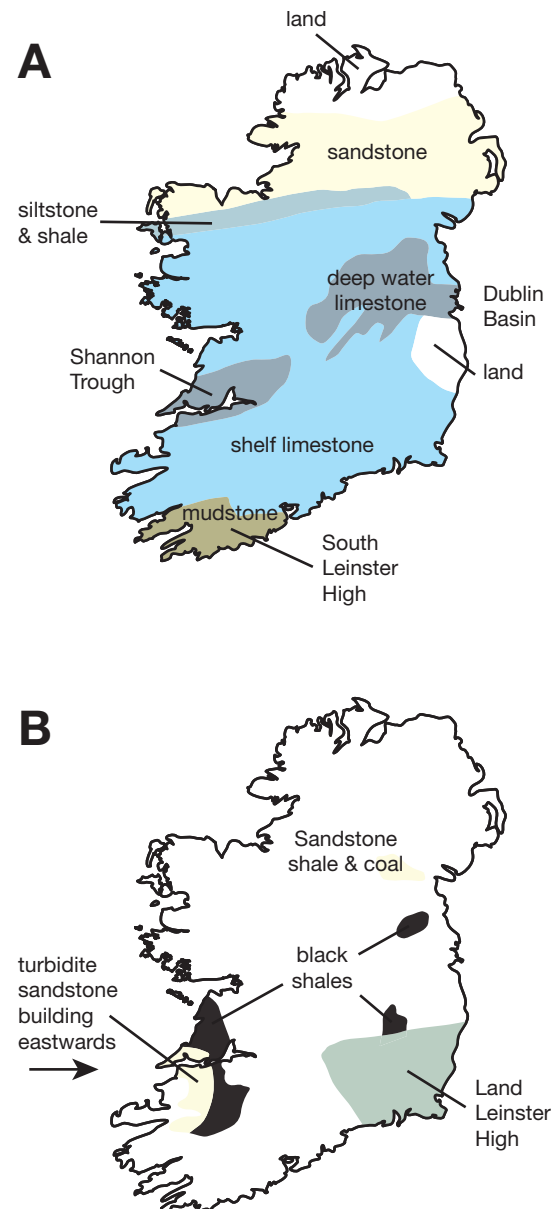 A
land
sandstone
siltstone
& shale
deep water
limestone
Dublin
Basin
Shannon
Trough
land
shelf limestone
mudstone
South
Leinster
High
B
Sandstone
shale & coal
black
shales
turbidite
sandstone
building
eastwards
Land
Leinster
High